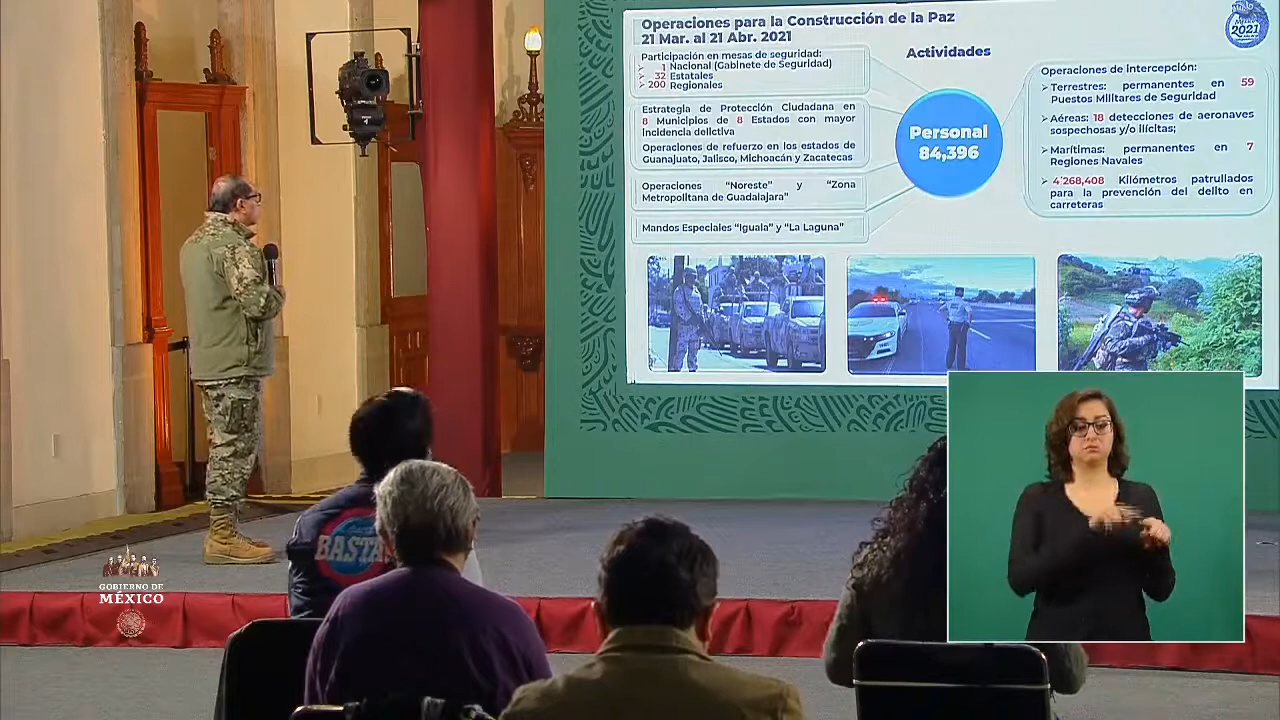 Operaciones para la Construcción de la Paz
21 Mar. al 21 Abr. 2021
México
2021
Actividades
Participación en mesas de seguridad:
➢ 1 Nacional (Gabinete de Seguridad)
➢ 32 Estatales
➢ 200 Regionales
Estrategia de Protección Ciudadana en
8 Municipios de 8 Estados con mayor
incidencia delictiva
Operaciones de refuerzo en los estados de
Guanajuato, Jalisco, Michoacán y Zacatecas
Operaciones “Noreste” y “Zona
Metropolitana de Guadalajara”
Mandos Especiales “Iguala” y “La Laguna”
Personal
84,396
Operaciones de intercepción:
➢ Terrestres: permanentes en 59
Puestos Militares de Seguridad
➢ Aéreas: 18 detecciones de aeronaves
sospechosas y/o ilícitas;
➢ Marítimas: permanentes en 7
Regiones Navales
➢ 4'268,408 Kilómetros patrullados
para la prevención del delito en
carreteras
BASTA
GOBIERNO DE
MÉXICO